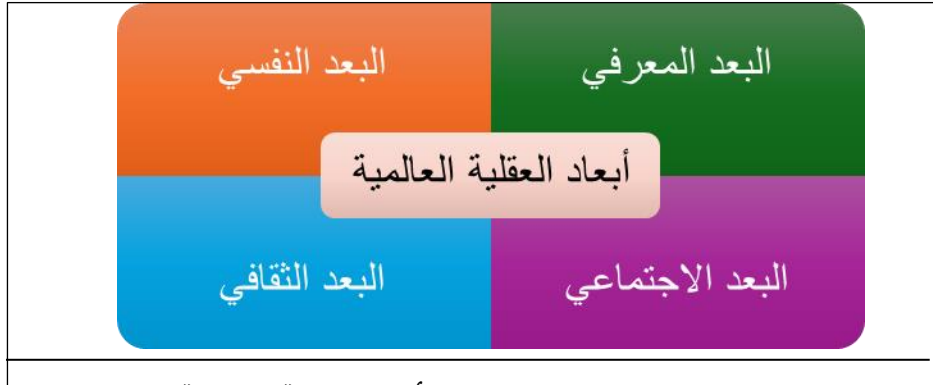 البعد المعرفي
البعد النفسي
أبعاد العقلية العالمية
البعد الاجتماعي
البعد الثقافي